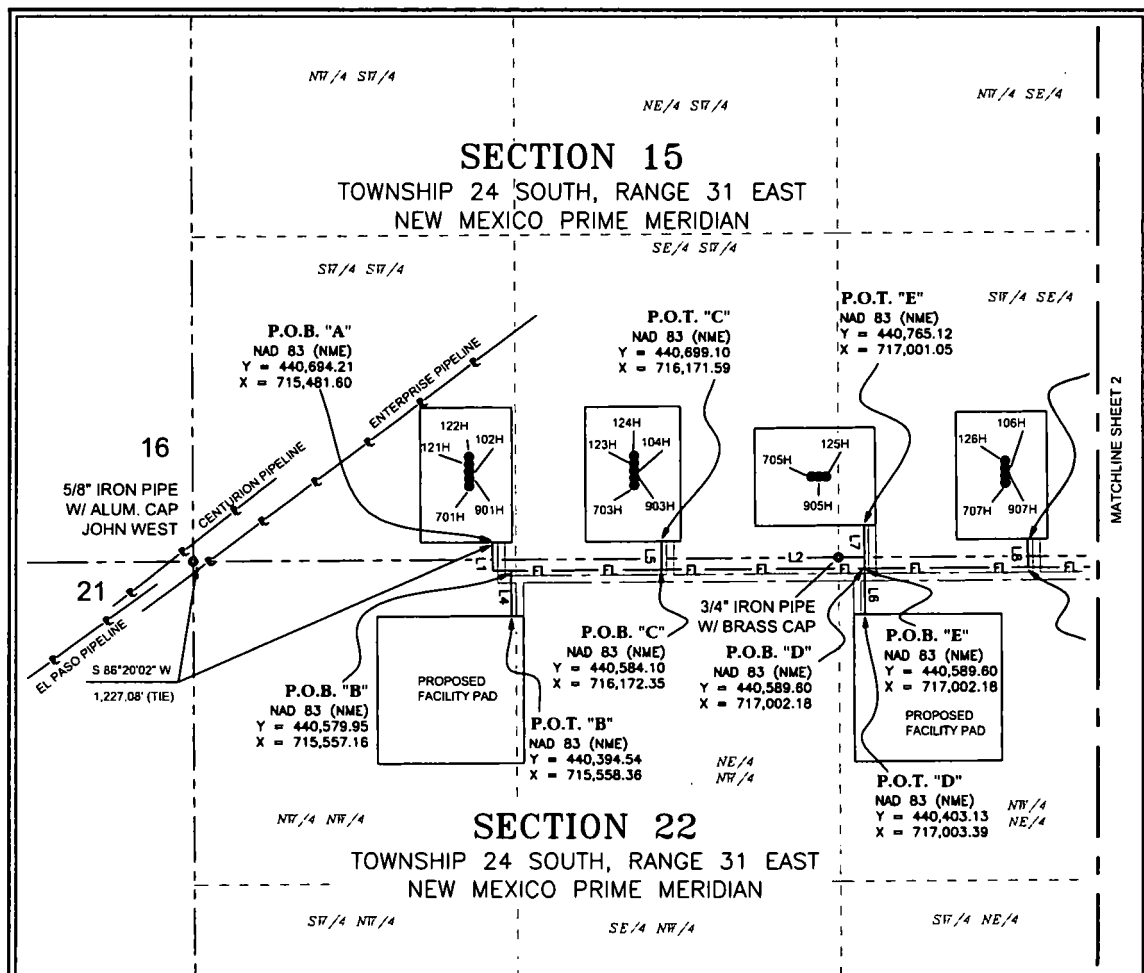 NW/4 SW/4
NE/4 SW/4
NW/4 SE/4
SECTION 15
TOWNSHIP 24 SOUTH, RANGE 31 EAST
NEW MEXICO PRIME MERIDIAN
SE/4 SW/4
SW/4 SW/4
SW/4 SE/4
P.O.B. "A"
NAD 83 (NME)
Y = 440,694.21
X = 715,481.60
P.O.T. "C"
NAD 83 (NME)
Y = 440,699.10
X = 716,171.59
P.O.T. "E"
NAD 83 (NME)
Y = 440,765.12
X = 717,001.05
MATCHLINE SHEET 2
ENTERPRISE PIPELINE
CENTURION PIPELINE
EL PASO PIPELINE
16
5/8" IRON PIPE
W/ ALUM. CAP
JOHN WEST
21
122H
121H
102H
701H
901H
124H
123H
104H
703H
903H
705H
125H
905H
106H
126H
707H
907H
L1
FL
FL
L5
FL
FL
L2
FL
L7
FL
FL
L8
FL
L4
L6
3/4" IRON PIPE
W/ BRASS CAP
S 86°20'02" W
1,227.08' (TIE)
P.O.B. "B"
NAD 83 (NME)
Y = 440,579.95
X = 715,557.16
PROPOSED
FACILITY PAD
P.O.T. "B"
NAD 83 (NME)
Y = 440,394.54
X = 715,558.36
P.O.B. "C"
NAD 83 (NME)
Y = 440,584.10
X = 716,172.35
P.O.B. "D"
NAD 83 (NME)
Y = 440,589.60
X = 717,002.18
P.O.B. "E"
NAD 83 (NME)
Y = 440,589.60
X = 717,002.18
PROPOSED
FACILITY PAD
P.O.T. "D"
NAD 83 (NME)
Y = 440,403.13
X = 717,003.39
NE/4
NW/4
NW/4
NE/4
NW/4 NW/4
SECTION 22
TOWNSHIP 24 SOUTH, RANGE 31 EAST
NEW MEXICO PRIME MERIDIAN
SW/4 NW/4
SE/4 NW/4
SW/4 NE/4